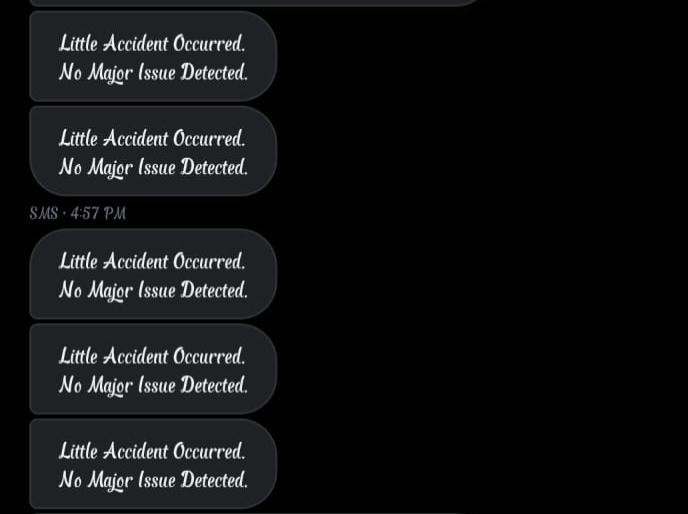 Little Accident Occurred.
No Major Issue Detected.
Little Accident Occurred.
No Major Issue Detected.
SMS · 4:57 PM
Little Accident Occurred.
No Major Issue Detected.
Little Accident Occurred.
No Major Issue Detected.
Little Accident Occurred.
No Major Issue Detected.